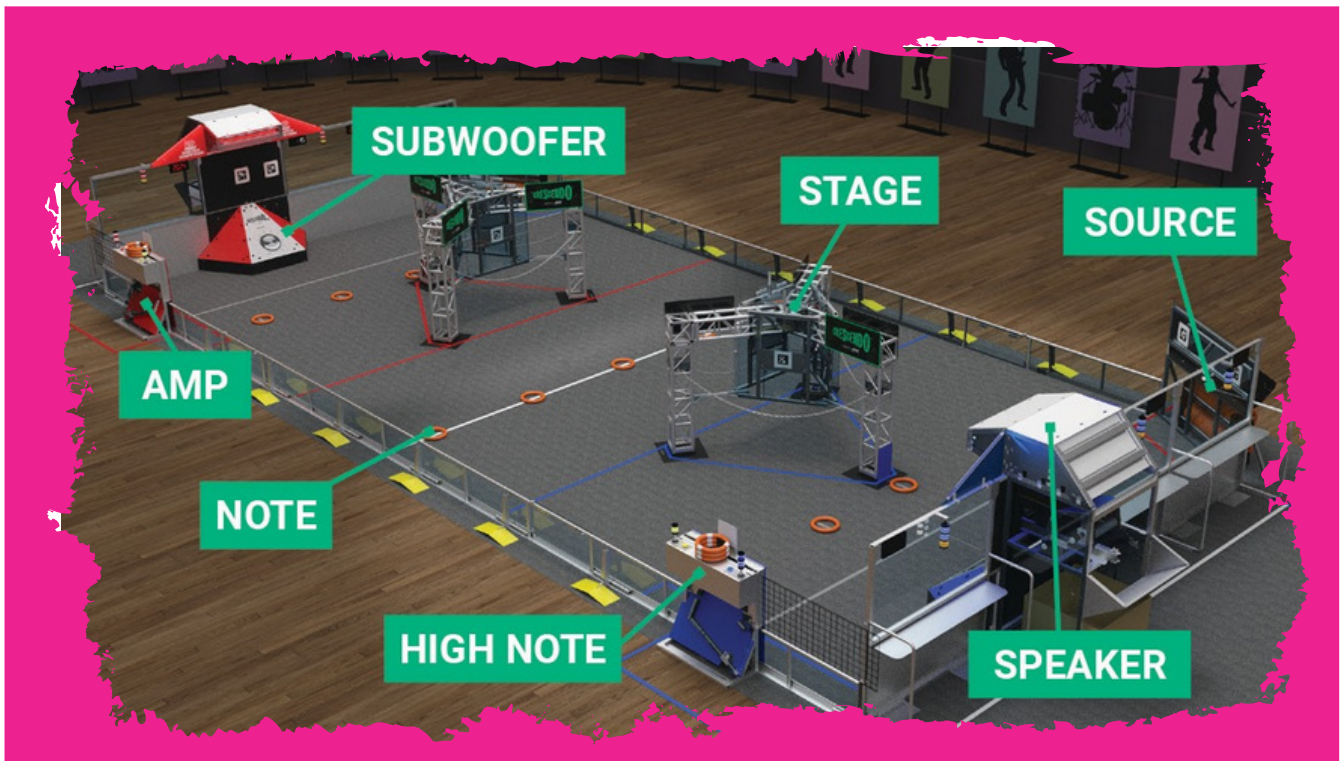 SUBWOOFER
STAGE
SOURCE
AMP
NOTE
HIGH NOTE
SPEAKER